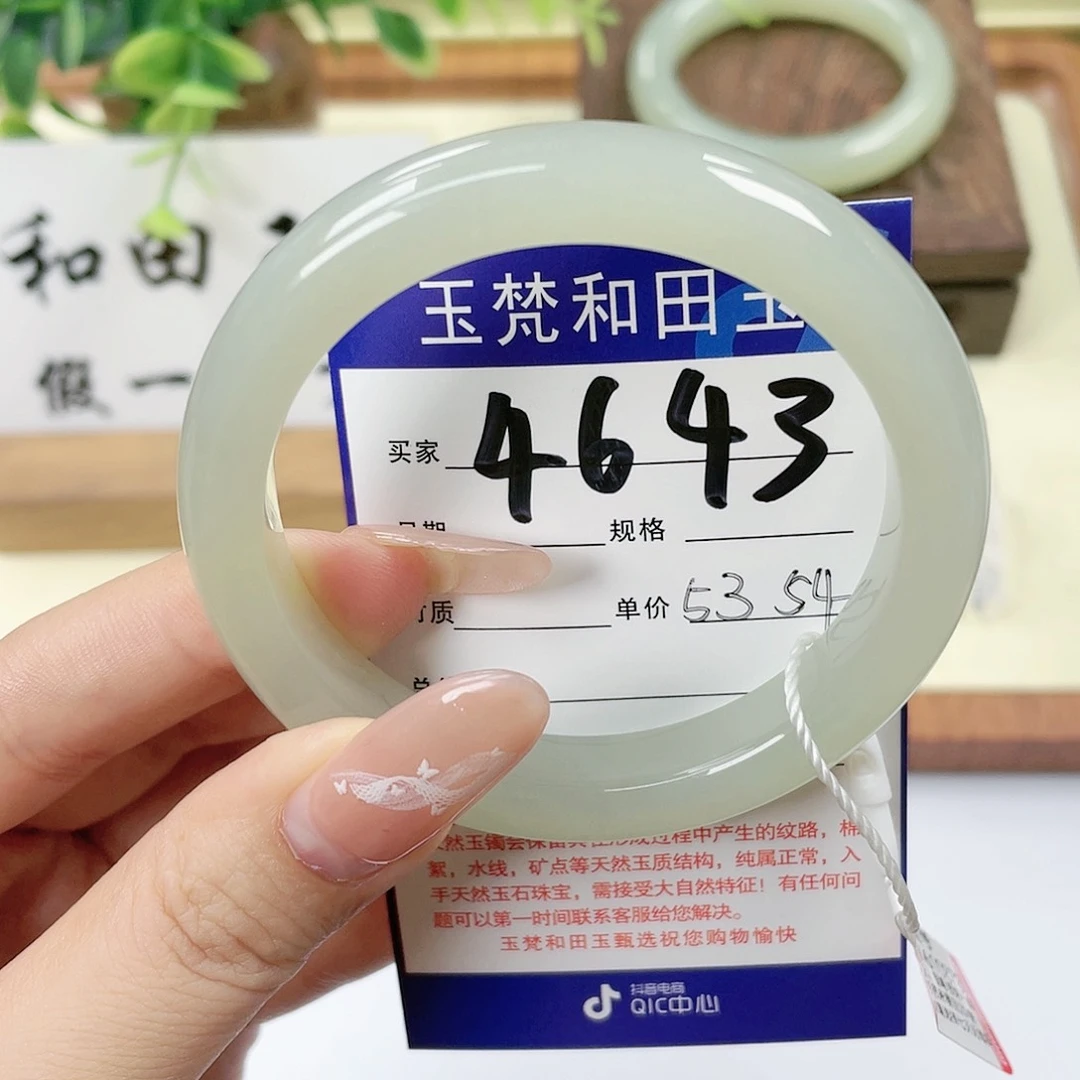 和田
假一
玉梵和田玉
买家 4643
日期 规格
材质 单价 53 54
天然玉镯会保留其在形成过程中产生的纹路，棉
絮，水线，矿点等天然玉质结构，纯属正常，入
手天然玉石珠宝，需接受大自然特征！有任何问
题可以第一时间联系客服给您解决。
玉梵和田玉甄选祝您购物愉快
抖音电商
QIC中心